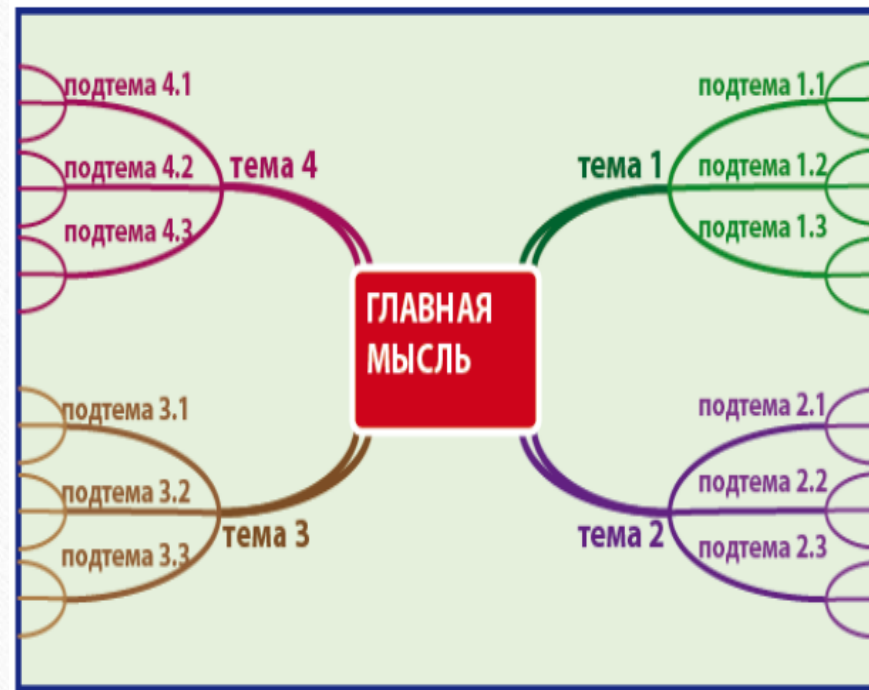 подтема 4.1
подтема 4.2
подтема 4.3
тема 4
тема 1
подтема 1.1
подтема 1.2
подтема 1.3
ГЛАВНАЯ
МЫСЛЬ
подтема 3.1
подтема 3.2
подтема 3.3
тема 3
тема 2
подтема 2.1
подтема 2.2
подтема 2.3